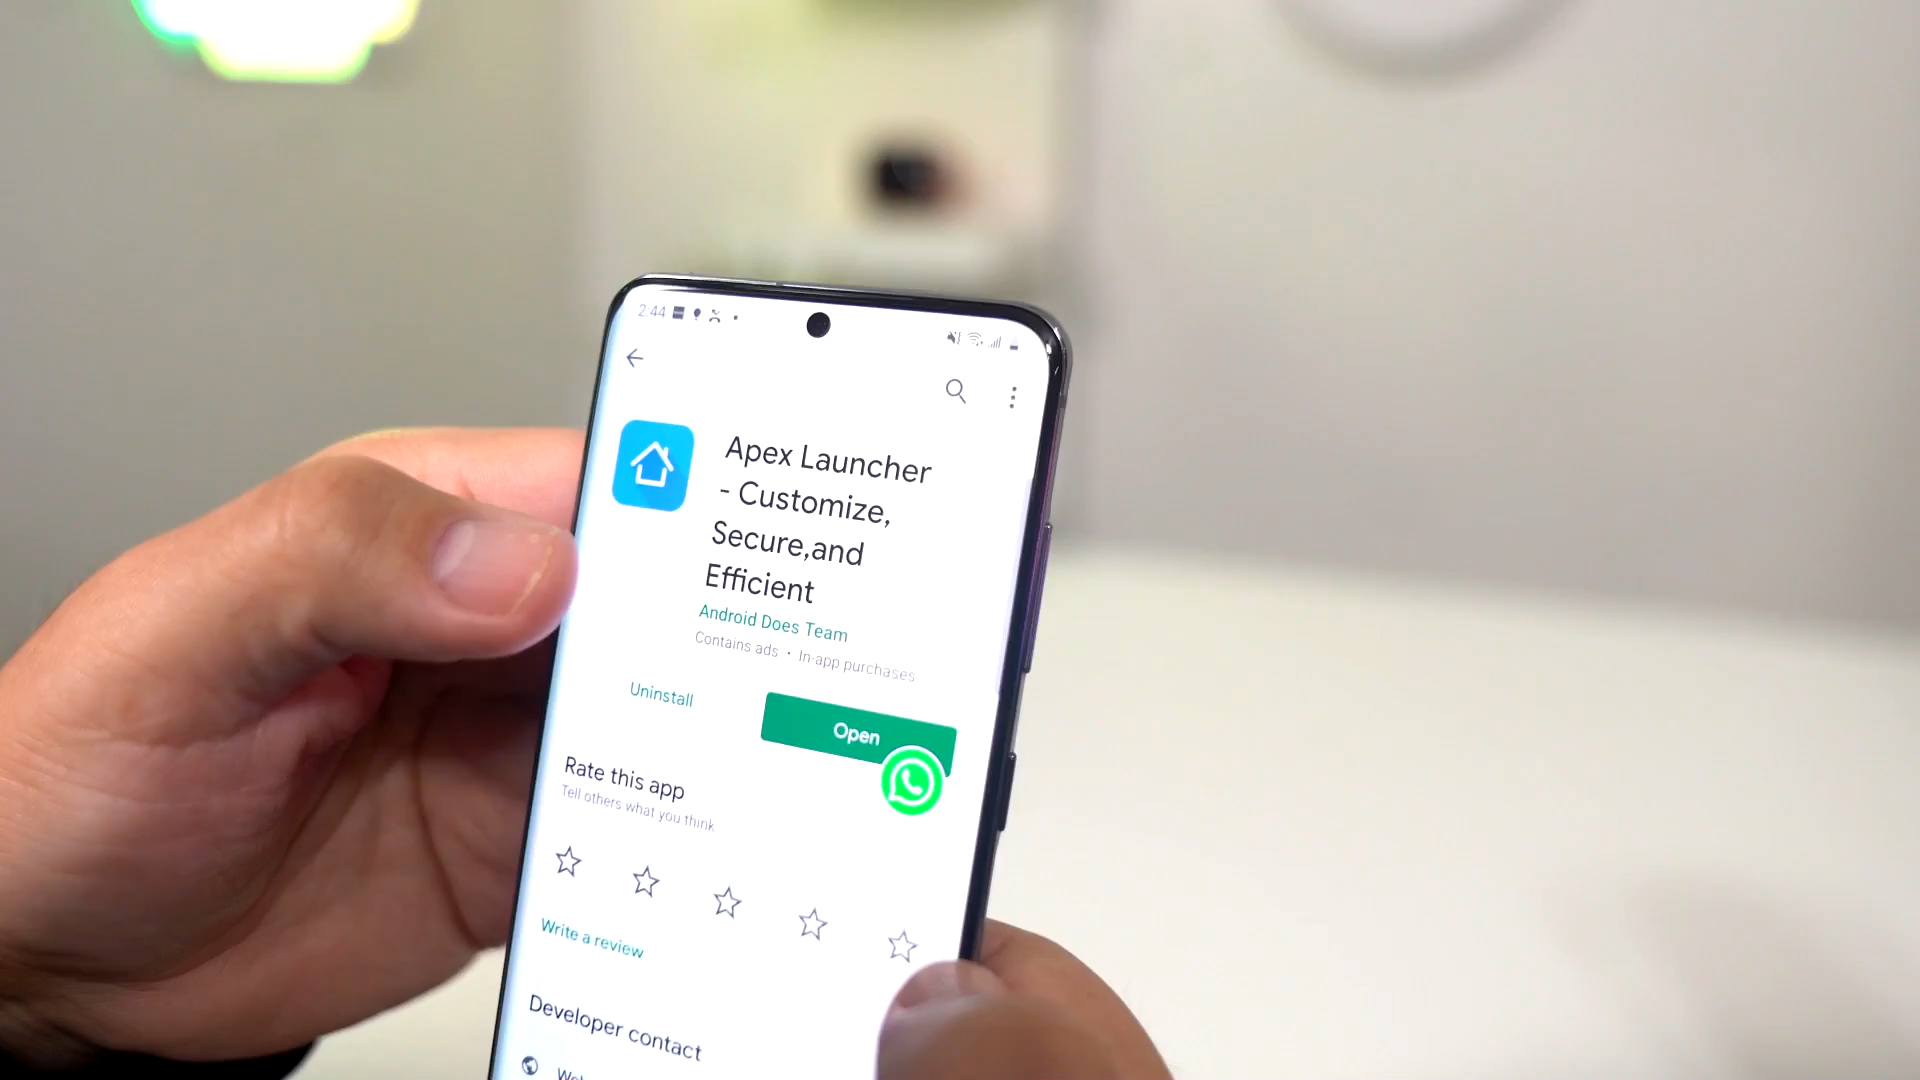 2:44
Apex Launcher
- Customize,
Secure,and
Efficient
Android Does Team
Contains ads • In-app purchases
Uninstall
Open
Rate this app
Tell others what you think
Write a review
Developer contact